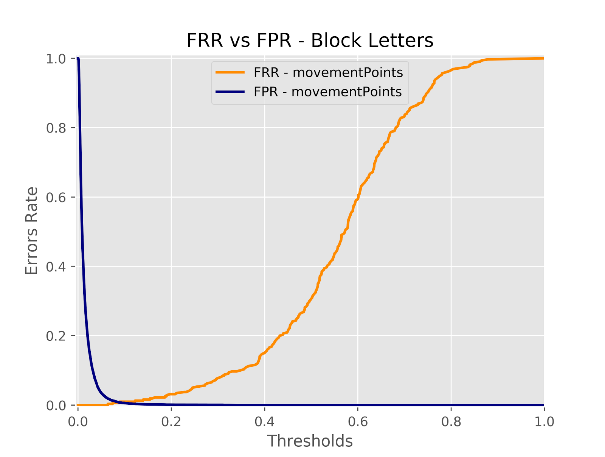 FRR vs FPR - Block Letters
1.0
0.8
0.6
0.4
0.2
0.0
Errors Rate
FRR - movementPoints
FPR - movementPoints
0.0 0.2 0.4 0.6 0.8 1.0
Thresholds